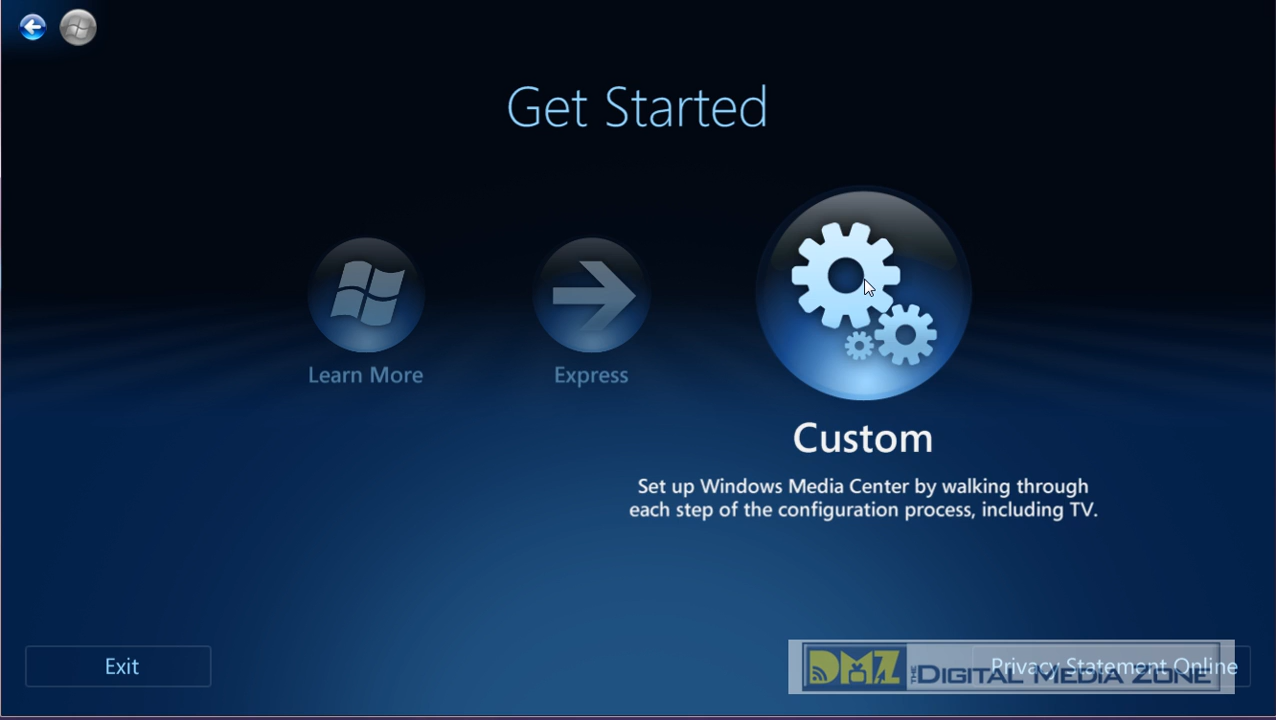 Get Started
Learn More
Express
Custom
Set up Windows Media Center by walking through
each step of the configuration process, including TV.
Exit
Privacy Statement Online
DMZ THE DIGITAL MEDIA ZONE